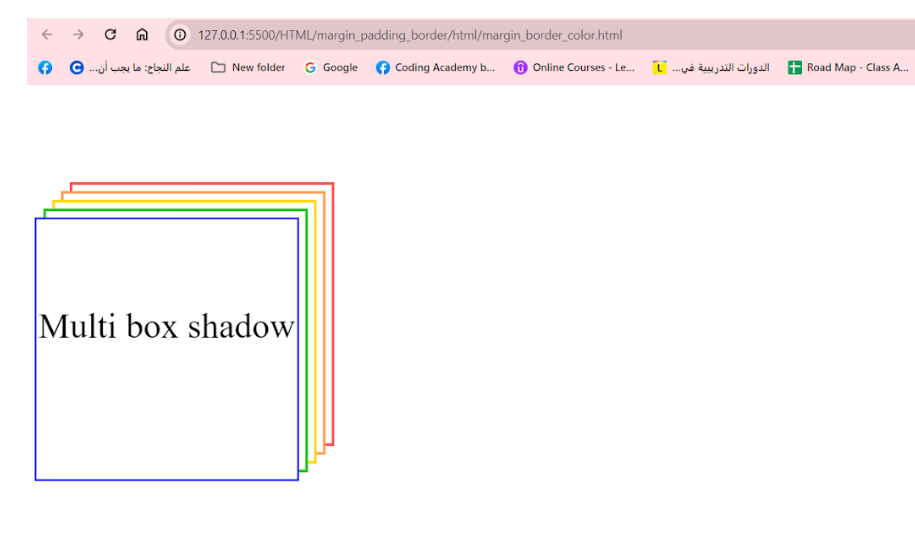 127.0.0.1:5500/HTML/margin_padding_border/html/margin_border_color.html
علم النجاح: ما يجب أن... New folder Google Coding Academy b... Online Courses - Le... الدورات التدريبية في... Road Map - Class A...
Multi box shadow